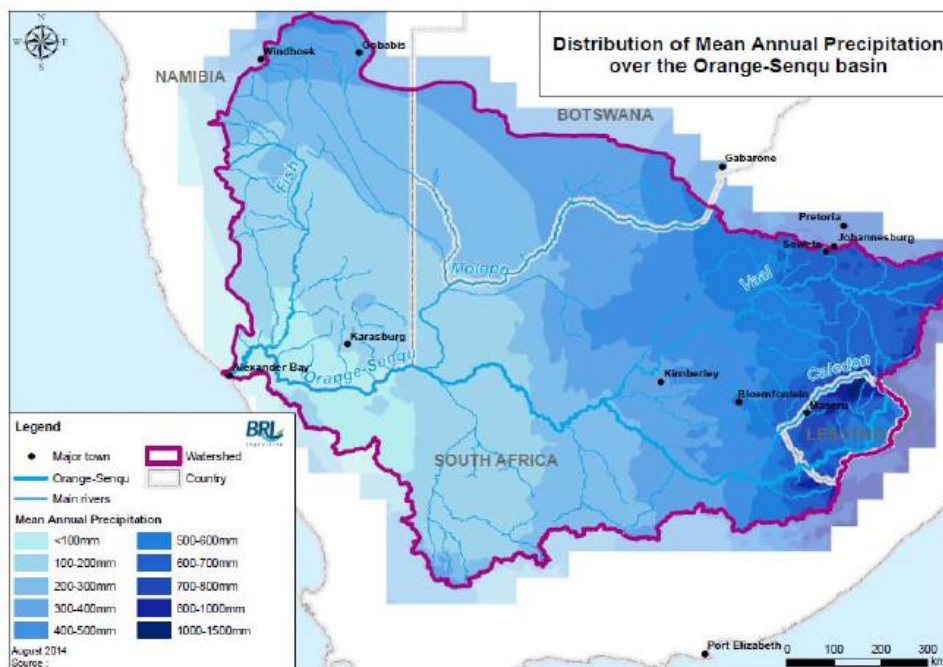 Distribution of Mean Annual Precipitation
over the Orange-Senqu basin
N
W E
S
Windhoek
Gobabis
NAMIBIA
BOTSWANA
Gabarone
Fish
Pretoria
Johannesburg
Soweto
Molopo
Vaal
Karasburg
Orange-Senqu
Alexander Bay
Kimberley
Caledon
Bloemfontein
Maseru
LESOTHO
SOUTH AFRICA
Port Elizabeth
Legend
BRL
Major town
Watershed
Orange-Senqu
Country
Main rivers
Mean Annual Precipitation
<100mm
500-600mm
100-200mm
600-700mm
200-300mm
700-800mm
300-400mm
800-1000mm
400-500mm
1000-1500mm
August 2014
Source :
0 100 200 300
km